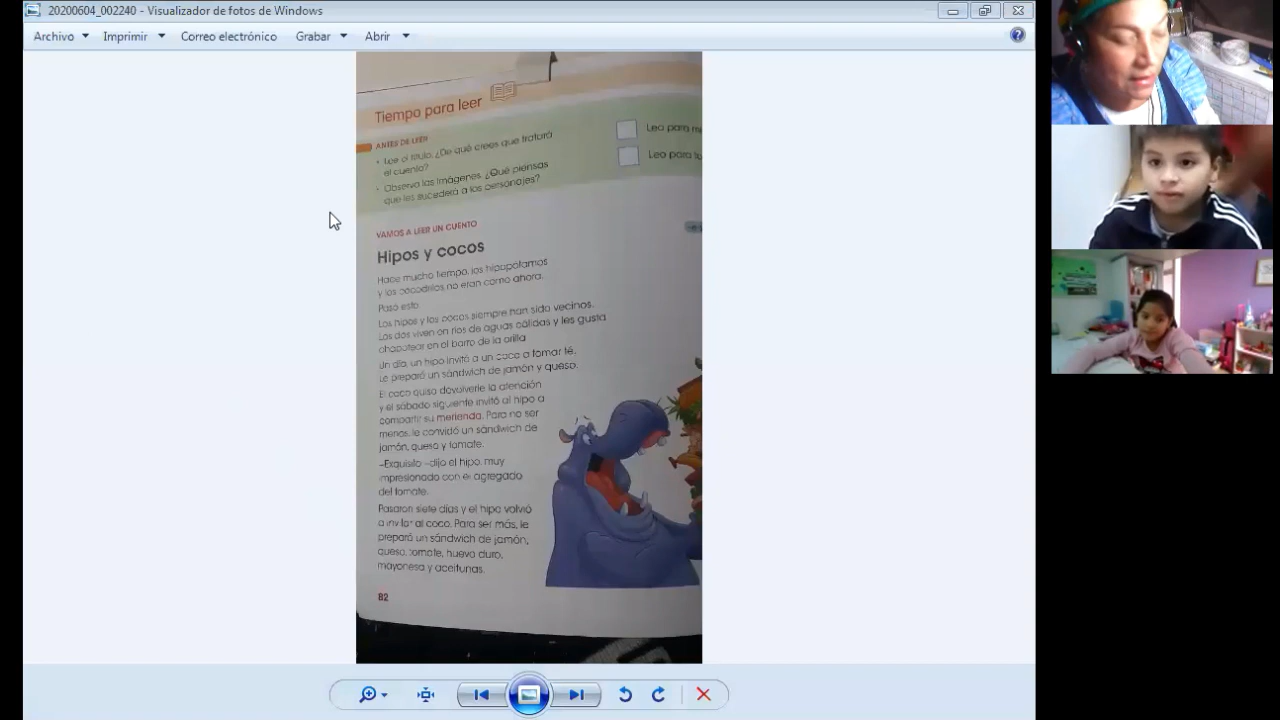 20200604_002240 - Visualizador de fotos de Windows
Archivo Imprimir Correo electrónico Grabar Abrir
Tiempo para leer
ANTES DE LEER
• Lee el título. ¿De qué crees que tratará
el cuento?
• Observa las imágenes. ¿Qué piensas
que les sucederá a los personajes?
Leo para
Leo para
VAMOS A LEER UN CUENTO
Hipos y cocos
Hace mucho tiempo, los hipopótamos
y los cocodrilos no eran como ahora.
Pasó esto.
Los hipos y los cocos siempre han sido vecinos.
Los dos viven en ríos de aguas cálidas y les gusta
chapotear en el barro de la orilla.
Un día, un hipo invitó a un coco a tomar té.
Le preparó un sándwich de jamón y queso.
El coco quiso devolverle la atención
y el sábado siguiente invitó al hipo a
compartir su merienda. Para no ser
menos, le convidó un sándwich de
jamón, queso y tomate.
–Exquisito –dijo el hipo, muy
impresionado con el agregado
del tomate.
Pasaron siete días y el hipo volvió
a invitar al coco. Para ser más, le
preparó un sándwich de jamón,
queso, tomate, huevo duro,
mayonesa y aceitunas.
82